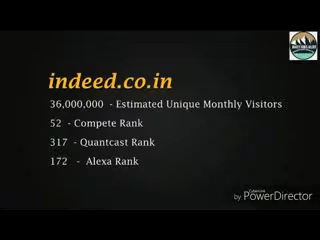 indeed.co.in
36,000,000 - Estimated Unique Monthly Visitors
52 - Compete Rank
317 - Quantcast Rank
172 - Alexa Rank
CyberLink
by PowerDirector